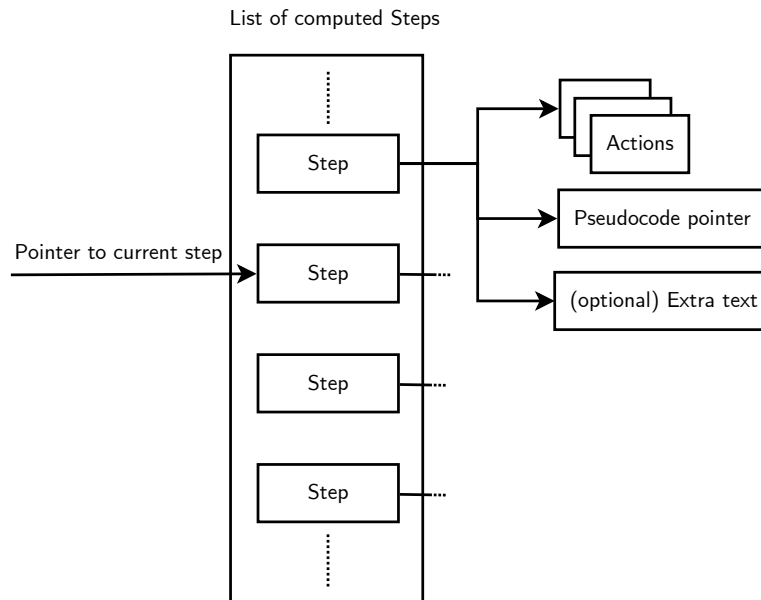 List of computed Steps
Step
Actions
Pseudocode pointer
Pointer to current step
Step
(optional) Extra text
Step
Step